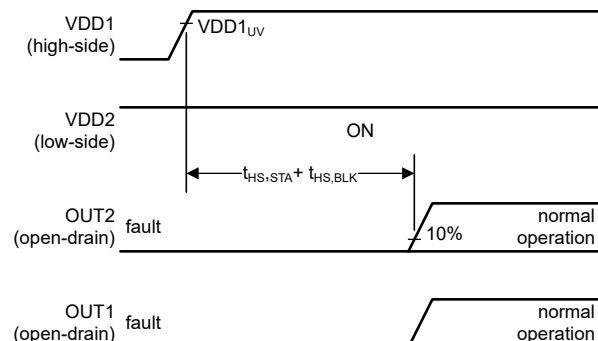 VDD1
(high-side)
VDD1UV
VDD2
(low-side)
ON
tHS,STA+ tHS,BLK
OUT2
(open-drain)
fault
10%
normal
operation
OUT1
(open-drain)
fault
normal
operation